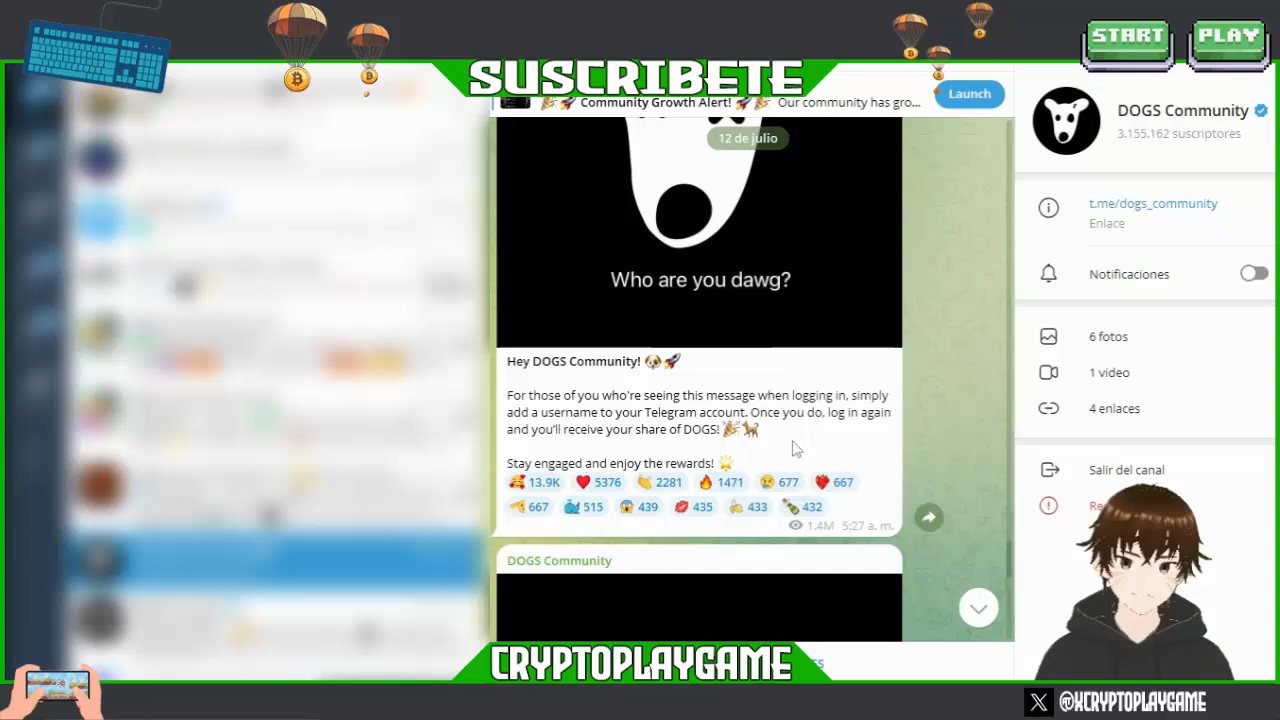 START
PLAY
SUSCRIBETE
Community Growth Alert! Our community has gro...
Launch
12 de julio
Who are you dawg?
DOGS Community
3.155.162 suscriptores
t.me/dogs_community
Enlace
Notificaciones
6 fotos
1 video
4 enlaces
Salir del canal
Hey DOGS Community! 🐶🚀
For those of you who're seeing this message when logging in, simply
add a username to your Telegram account. Once you do, log in again
and you'll receive your share of DOGS! 🎉🐕
Stay engaged and enjoy the rewards! 🌟
13.9K 5376 2281 1471 677 667
667 515 439 435 433 432
1.4M 5:27 a. m.
DOGS Community
CRYPTOPLAYGAME
X @XCRYPTOPLAYGAME